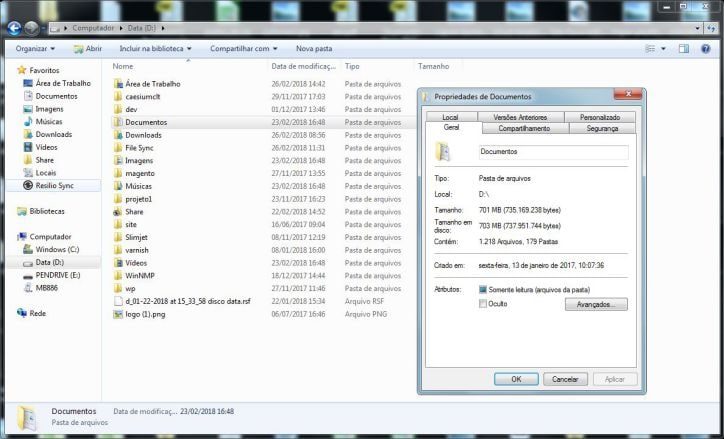 Computador ▸ Data (D:) ▸
Organizar Abrir Incluir na biblioteca Compartilhar com Nova pasta
Nome Data de modificaç... Tipo Tamanho
Favoritos
Área de Trabalho
Documentos
Imagens
Músicas
Downloads
Vídeos
Share
Locais
Resilio Sync
Bibliotecas
Computador
Windows (C:)
Data (D:)
PENDRIVE (E:)
MB886
Rede
Área de Trabalho 26/02/2018 14:42 Pasta de arquivos
caesiumclt 29/11/2017 17:03 Pasta de arquivos
dev 01/12/2017 13:46 Pasta de arquivos
Documentos 23/02/2018 16:48 Pasta de arquivos
Downloads 26/02/2018 08:56 Pasta de arquivos
File Sync 26/02/2018 11:31 Pasta de arquivos
Imagens 23/02/2018 16:48 Pasta de arquivos
magento 27/11/2017 13:55 Pasta de arquivos
Músicas 23/02/2018 16:48 Pasta de arquivos
projeto1 23/11/2017 16:23 Pasta de arquivos
Share 22/02/2018 14:52 Pasta de arquivos
site 16/06/2017 09:04 Pasta de arquivos
Slimjet 08/11/2017 12:19 Pasta de arquivos
varnish 08/01/2018 16:00 Pasta de arquivos
Vídeos 23/02/2018 16:48 Pasta de arquivos
WinNMP 18/12/2017 14:44 Pasta de arquivos
wp 27/11/2017 16:46 Pasta de arquivos
d_01-22-2018 at 15_33_58 disco data.rsf 22/01/2018 15:34 Arquivo RSF
logo (1).png 06/07/2017 16:46 Arquivo PNG
Propriedades de Documentos
Local Versões Anteriores Personalizado
Geral Compartilhamento Segurança
Documentos
Tipo: Pasta de arquivos
Local: D:\
Tamanho: 701 MB (735.169.238 bytes)
Tamanho em disco: 703 MB (737.951.744 bytes)
Contém: 1.218 Arquivos, 179 Pastas
Criado em: sexta-feira, 13 de janeiro de 2017, 10:07:36
Atributos: Somente leitura (arquivos da pasta)
Oculto Avançados...
OK Cancelar Aplicar
Documentos Data de modificaç... 23/02/2018 16:48
Pasta de arquivos